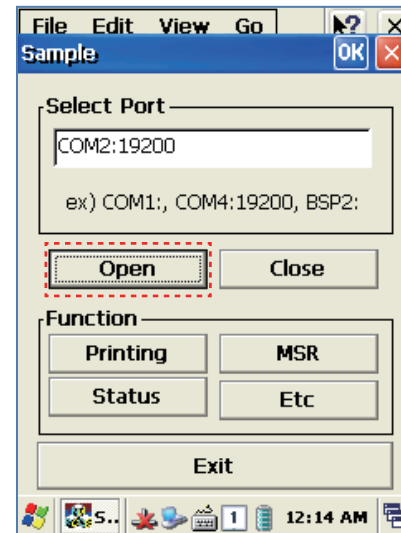 File Edit View Go ?
Sample OK
Select Port
COM2:19200
ex) COM1:, COM4:19200, BSP2:
Open Close
Function
Printing MSR
Status Etc
Exit
S.. 1 12:14 AM